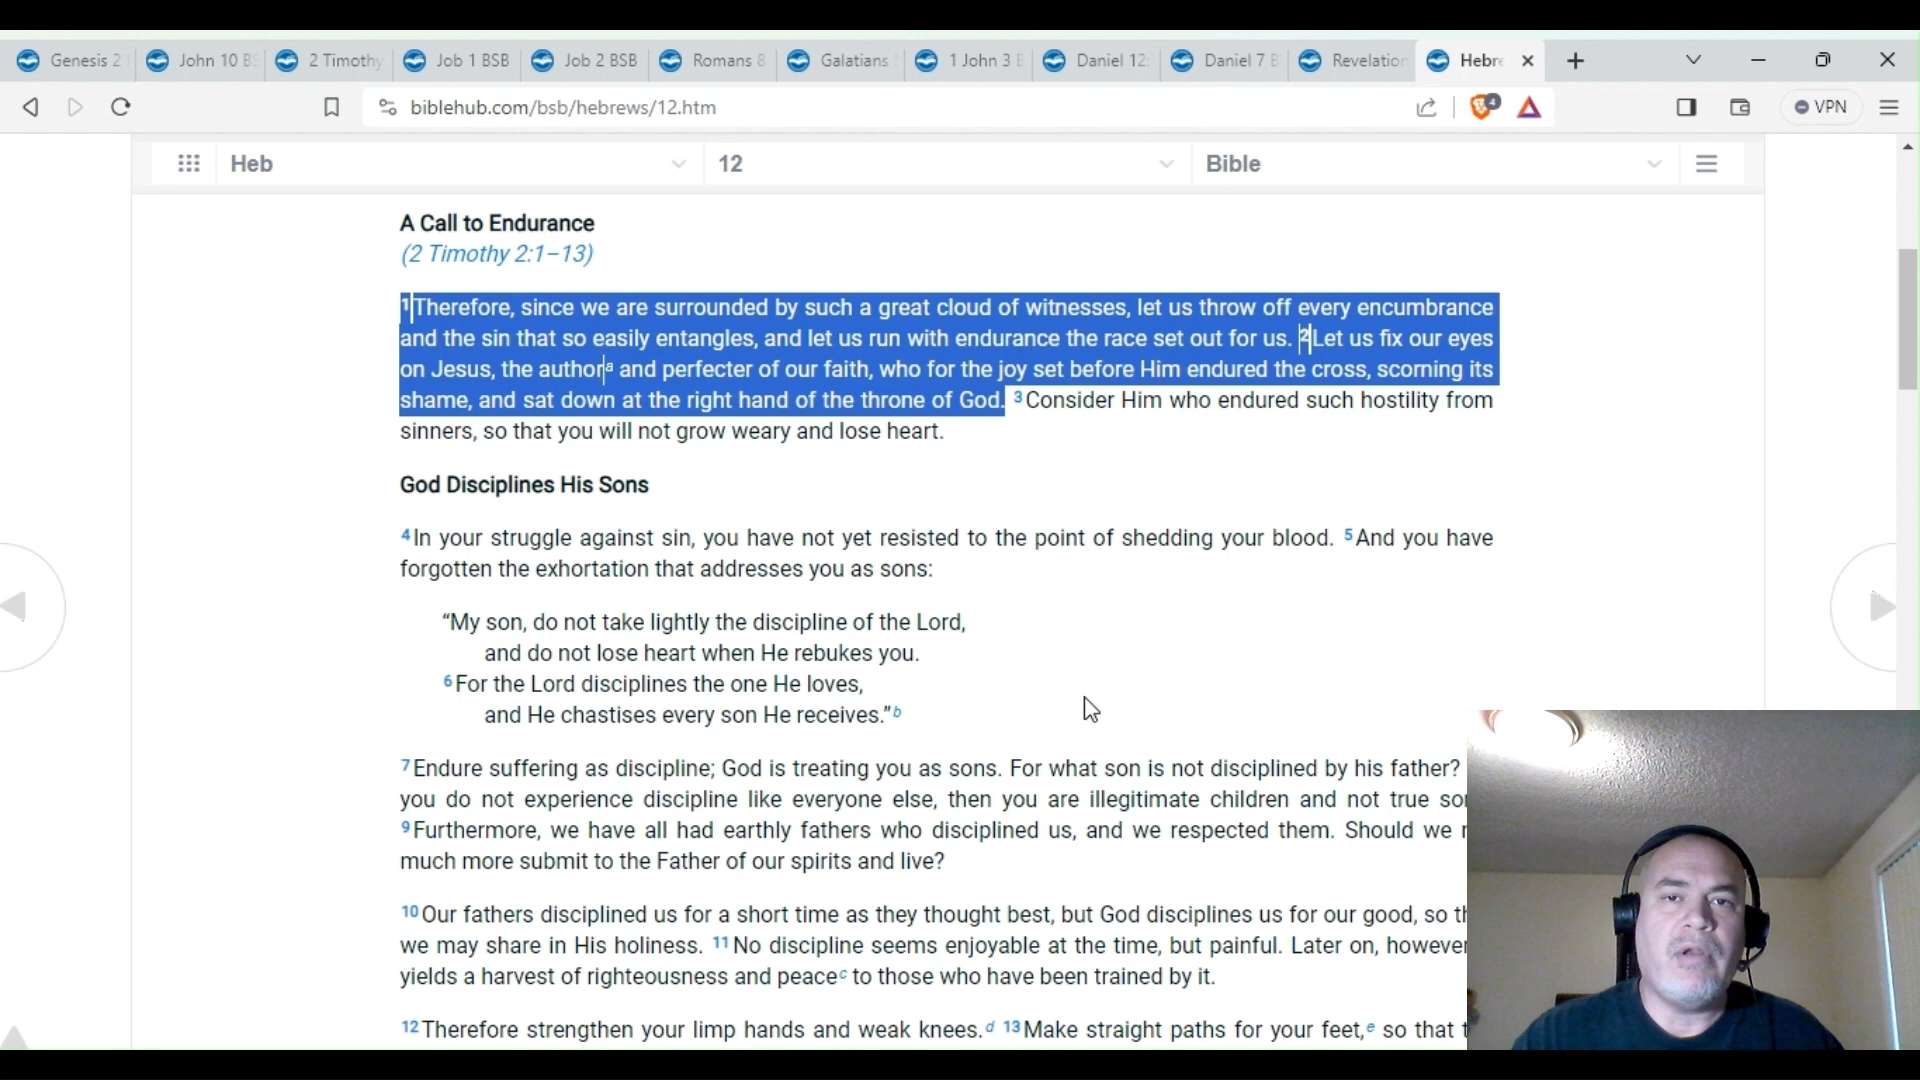 Genesis 2
John 10 BS
2 Timothy
Job 1 BSB
Job 2 BSB
Romans 8
Galatians
1 John 3 B
Daniel 12:
Daniel 7 B
Revelation
Hebre
biblehub.com/bsb/hebrews/12.htm
4
VPN
Heb
12
Bible
A Call to Endurance
(2 Timothy 2:1–13)
1Therefore, since we are surrounded by such a great cloud of witnesses, let us throw off every encumbrance
and the sin that so easily entangles, and let us run with endurance the race set out for us. 2Let us fix our eyes
on Jesus, the authora and perfecter of our faith, who for the joy set before Him endured the cross, scorning its
shame, and sat down at the right hand of the throne of God. 3Consider Him who endured such hostility from
sinners, so that you will not grow weary and lose heart.
God Disciplines His Sons
4In your struggle against sin, you have not yet resisted to the point of shedding your blood. 5And you have
forgotten the exhortation that addresses you as sons:
“My son, do not take lightly the discipline of the Lord,
and do not lose heart when He rebukes you.
6For the Lord disciplines the one He loves,
and He chastises every son He receives.”b
7Endure suffering as discipline; God is treating you as sons. For what son is not disciplined by his father?
you do not experience discipline like everyone else, then you are illegitimate children and not true
9Furthermore, we have all had earthly fathers who disciplined us, and we respected them. Should we
much more submit to the Father of our spirits and live?
10Our fathers disciplined us for a short time as they thought best, but God disciplines us for our good, so
we may share in His holiness. 11No discipline seems enjoyable at the time, but painful. Later on, however
yields a harvest of righteousness and peacec to those who have been trained by it.
12Therefore strengthen your limp hands and weak knees.d 13Make straight paths for your feet,e so that